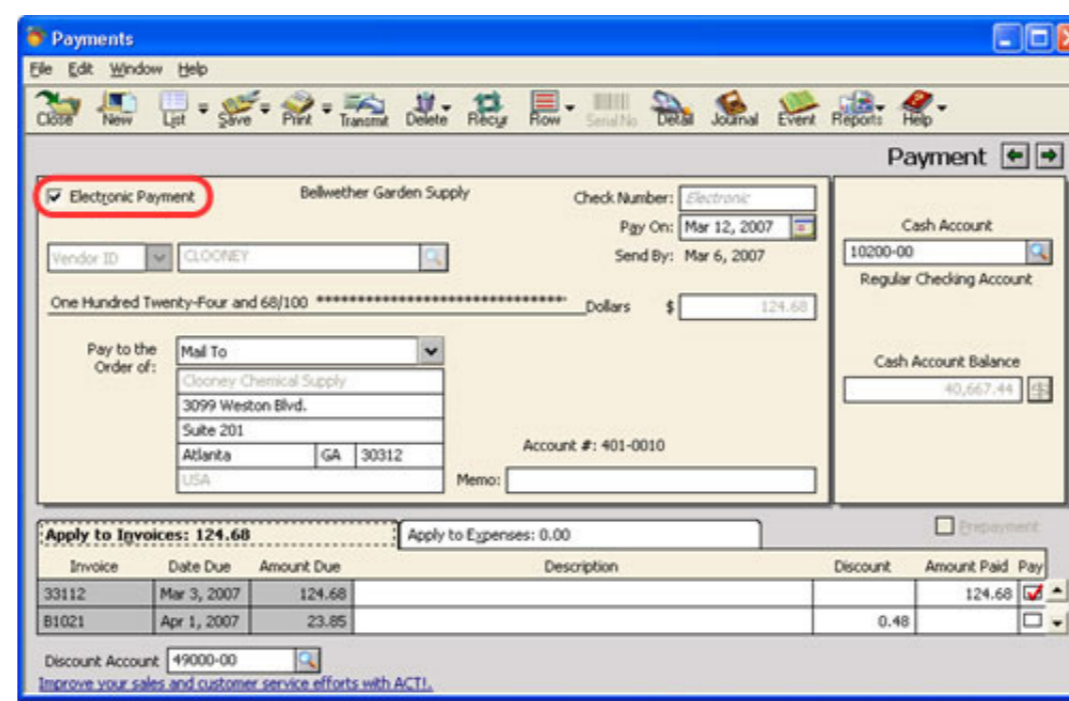 Payments
File Edit Window Help
Close New List Save Print Transmit Delete Recur Row Serial No Detail Journal Event Reports Help
Payment
Electronic Payment
Bellwether Garden Supply
Check Number: Electronic
Pay On: Mar 12, 2007
Send By: Mar 6, 2007
Vendor ID CLOONEY
One Hundred Twenty-Four and 68/100 ************************************ Dollars $ 124.68
Pay to the Order of:
Mail To
Clooney Chemical Supply
3099 Weston Blvd.
Suite 201
Atlanta GA 30312
USA
Account #: 401-0010
Memo:
Cash Account
10200-00
Regular Checking Account
Cash Account Balance
40,667.44
Apply to Invoices: 124.68 Apply to Expenses: 0.00 Prepayment
Invoice Date Due Amount Due Description Discount Amount Paid Pay
33112 Mar 3, 2007 124.68 124.68
B1021 Apr 1, 2007 23.85 0.48
Discount Account 49000-00
Improve your sales and customer service efforts with ACT!.